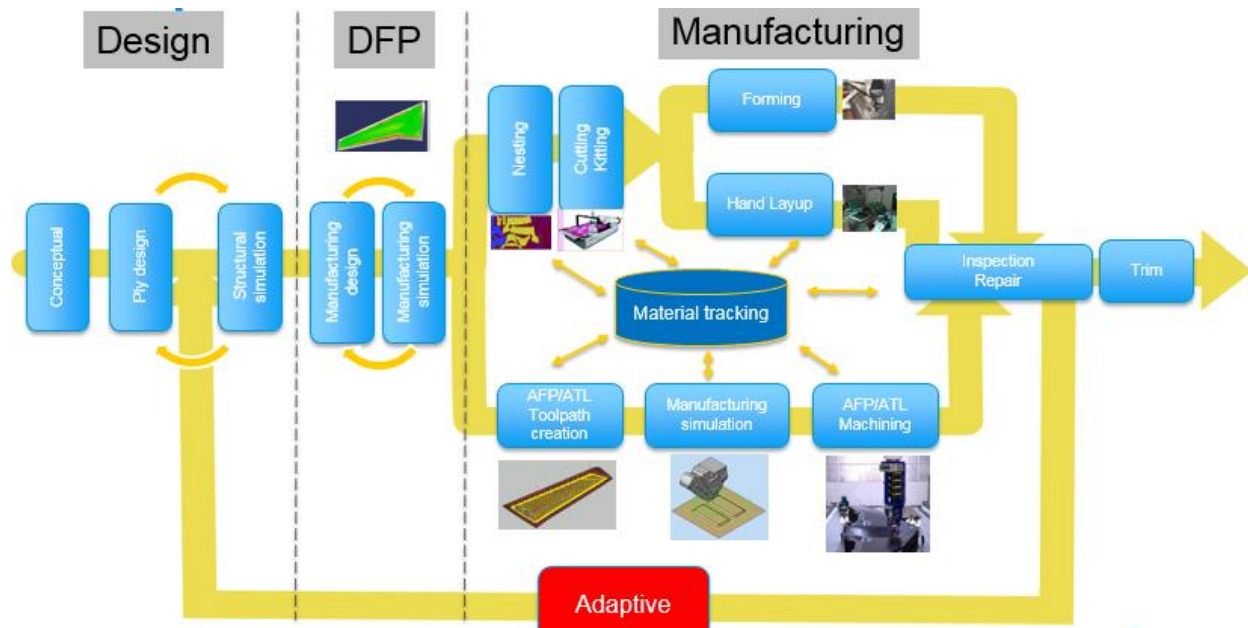 Design
DFP
Manufacturing
Conceptual
Ply design
Structural
simulation
Manufacturing
design
Manufacturing
simulation
Nesting
Cutting
Kitting
Forming
Hand Layup
Material tracking
Inspection
Repair
Trim
AFP/ATL
Toolpath
creation
Manufacturing
simulation
AFP/ATL
Machining
Adaptive